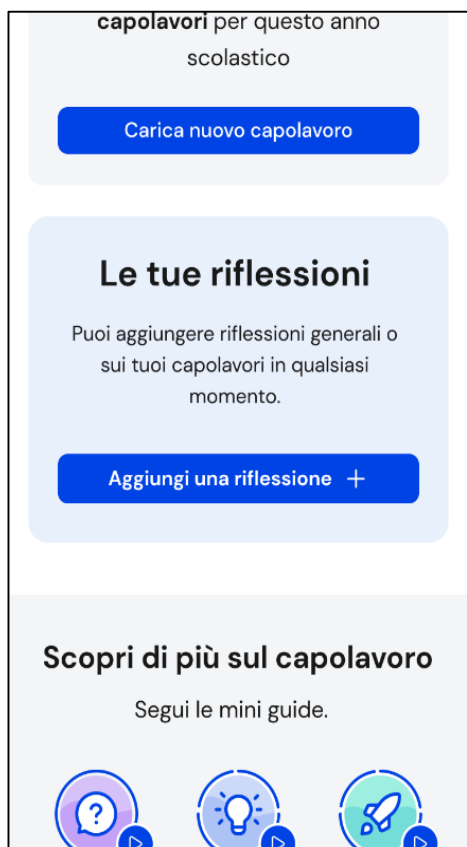 capolavori per questo anno
scolastico
Carica nuovo capolavoro
Le tue riflessioni
Puoi aggiungere riflessioni generali o
sui tuoi capolavori in qualsiasi
momento.
Aggiungi una riflessione +
Scopri di più sul capolavoro
Segui le mini guide.
?